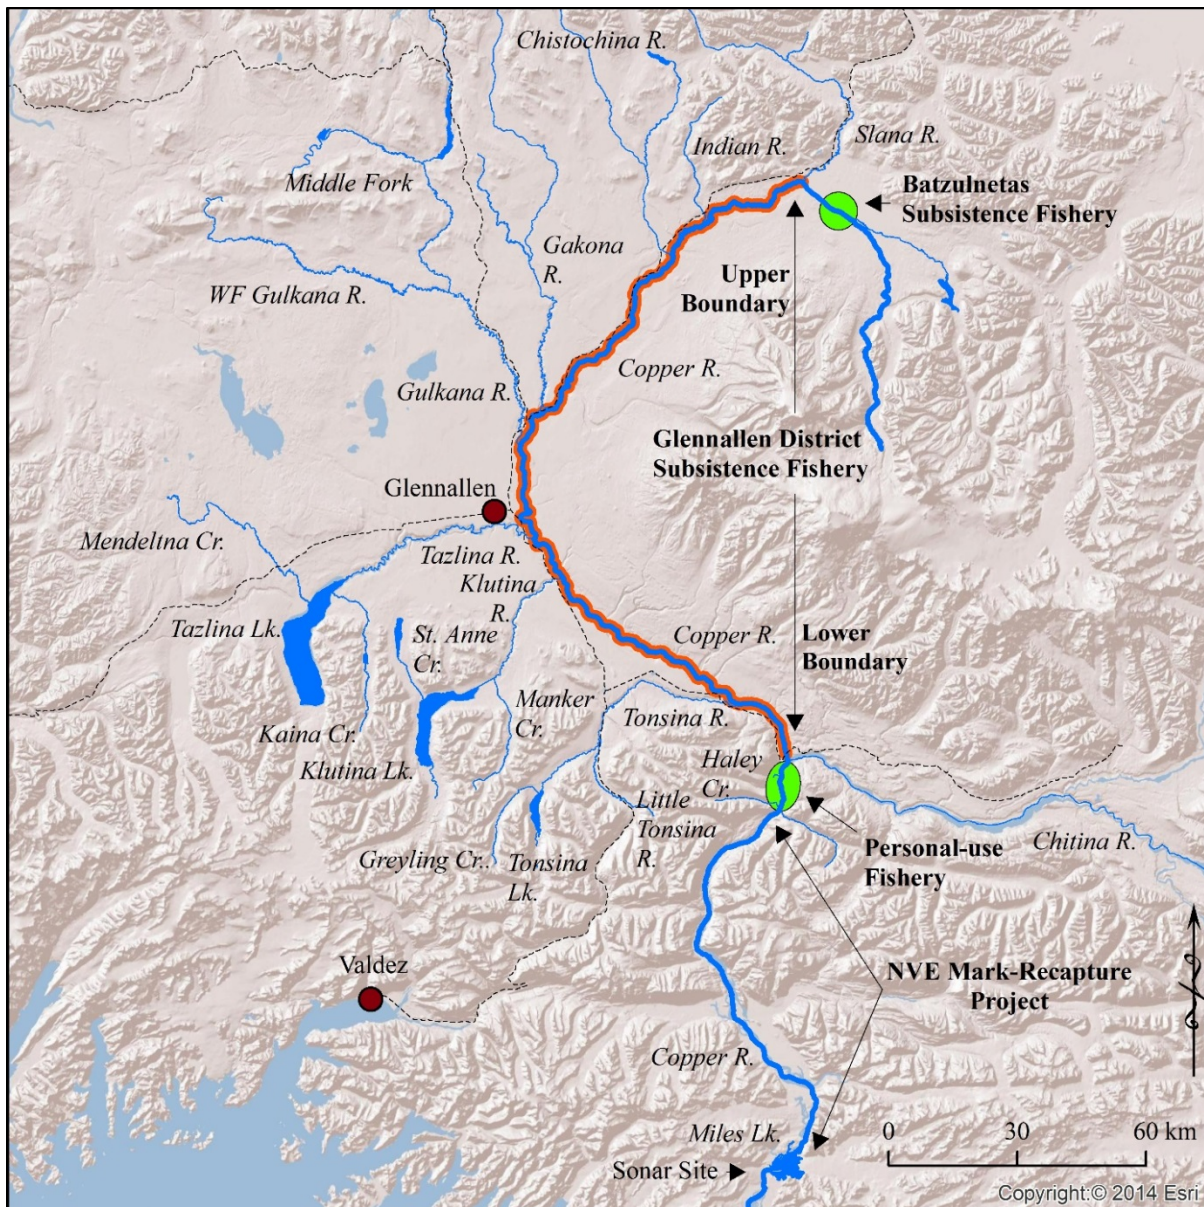 Chistochina R.
Indian R.
Slana R.
Middle Fork
Batzulnetas
Subsistence Fishery
Gakona
R.
Upper
Boundary
WF Gulkana R.
Copper R.
Gulkana R.
Glennallen District
Subsistence Fishery
Glennallen
Mendeltna Cr.
Tazlina R.
Klutina
R.
Tazlina Lk.
St. Anne
Cr.
Copper R.
Lower
Boundary
Manker
Cr.
Tonsina R.
Kaina Cr.
Klutina Lk.
Haley
Cr.
Little
Tonsina
R.
Greyling Cr..
Tonsina
Lk.
Personal-use
Fishery
Chitina R.
Valdez
NVE Mark-Recapture
Project
Copper R.
Miles Lk.
Sonar Site
0 30 60 km
Copyright:© 2014 Esri